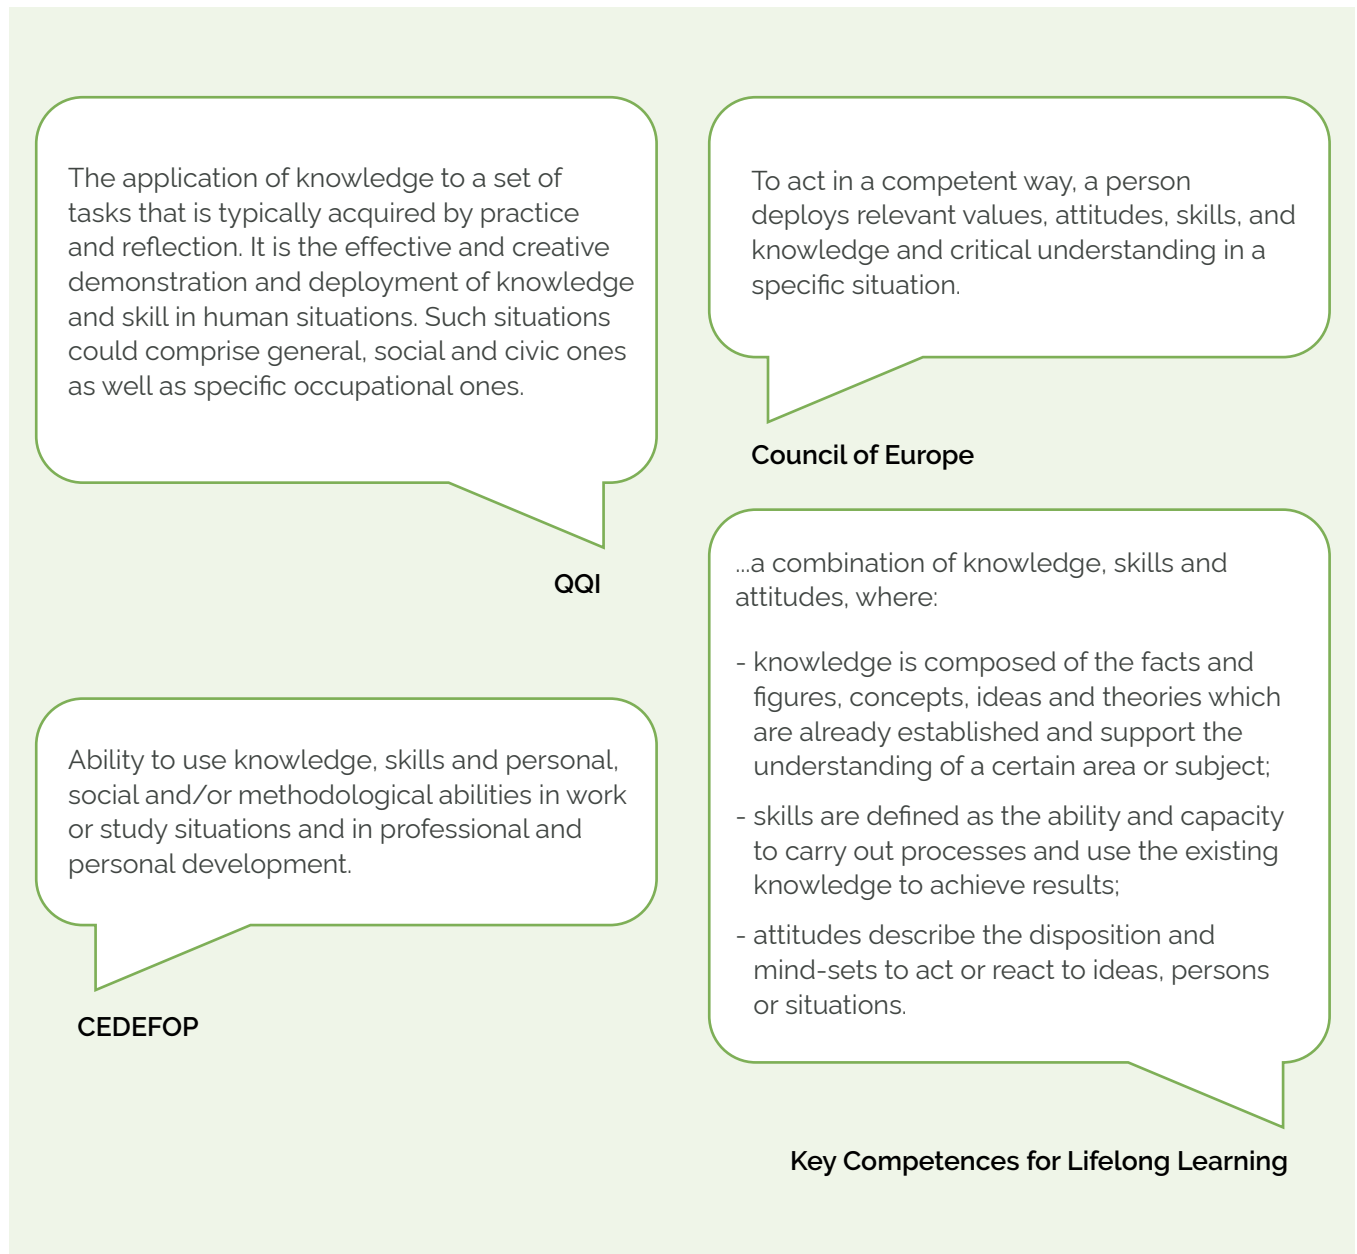 The application of knowledge to a set of
tasks that is typically acquired by practice
and reflection. It is the effective and creative
demonstration and deployment of knowledge
and skill in human situations. Such situations
could comprise general, social and civic ones
as well as specific occupational ones.
QQI
To act in a competent way, a person
deploys relevant values, attitudes, skills, and
knowledge and critical understanding in a
specific situation.
Council of Europe
Ability to use knowledge, skills and personal,
social and/or methodological abilities in work
or study situations and in professional and
personal development.
CEDEFOP
...a combination of knowledge, skills and
attitudes, where:
- knowledge is composed of the facts and
figures, concepts, ideas and theories which
are already established and support the
understanding of a certain area or subject;
- skills are defined as the ability and capacity
to carry out processes and use the existing
knowledge to achieve results;
- attitudes describe the disposition and
mind-sets to act or react to ideas, persons
or situations.
Key Competences for Lifelong Learning